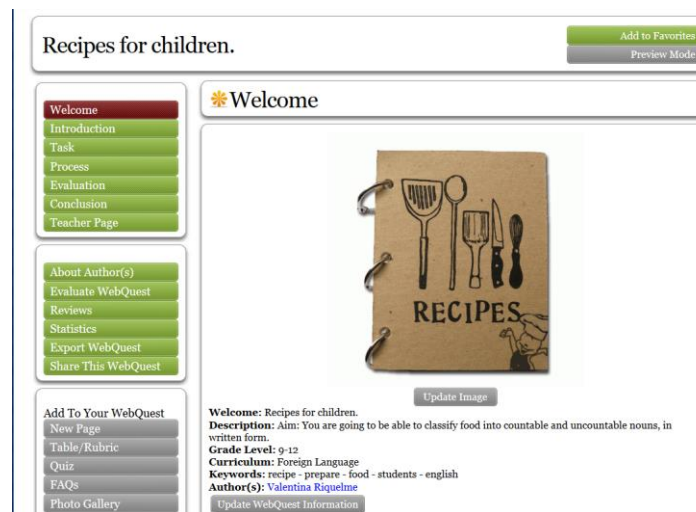 Recipes for children.
Add to Favorites
Preview Mode
Welcome
Introduction
Task
Process
Evaluation
Conclusion
Teacher Page
About Author(s)
Evaluate WebQuest
Reviews
Statistics
Export WebQuest
Share This WebQuest
Add To Your WebQuest
New Page
Table/Rubric
Quiz
FAQs
Photo Gallery
Welcome
RECIPES
Update Image
Welcome: Recipes for children.
Description: Aim: You are going to be able to classify food into countable and uncountable nouns, in
written form.
Grade Level: 9-12
Curriculum: Foreign Language
Keywords: recipe - prepare - food - students - english
Author(s): Valentina Riquelme
Update WebQuest Information